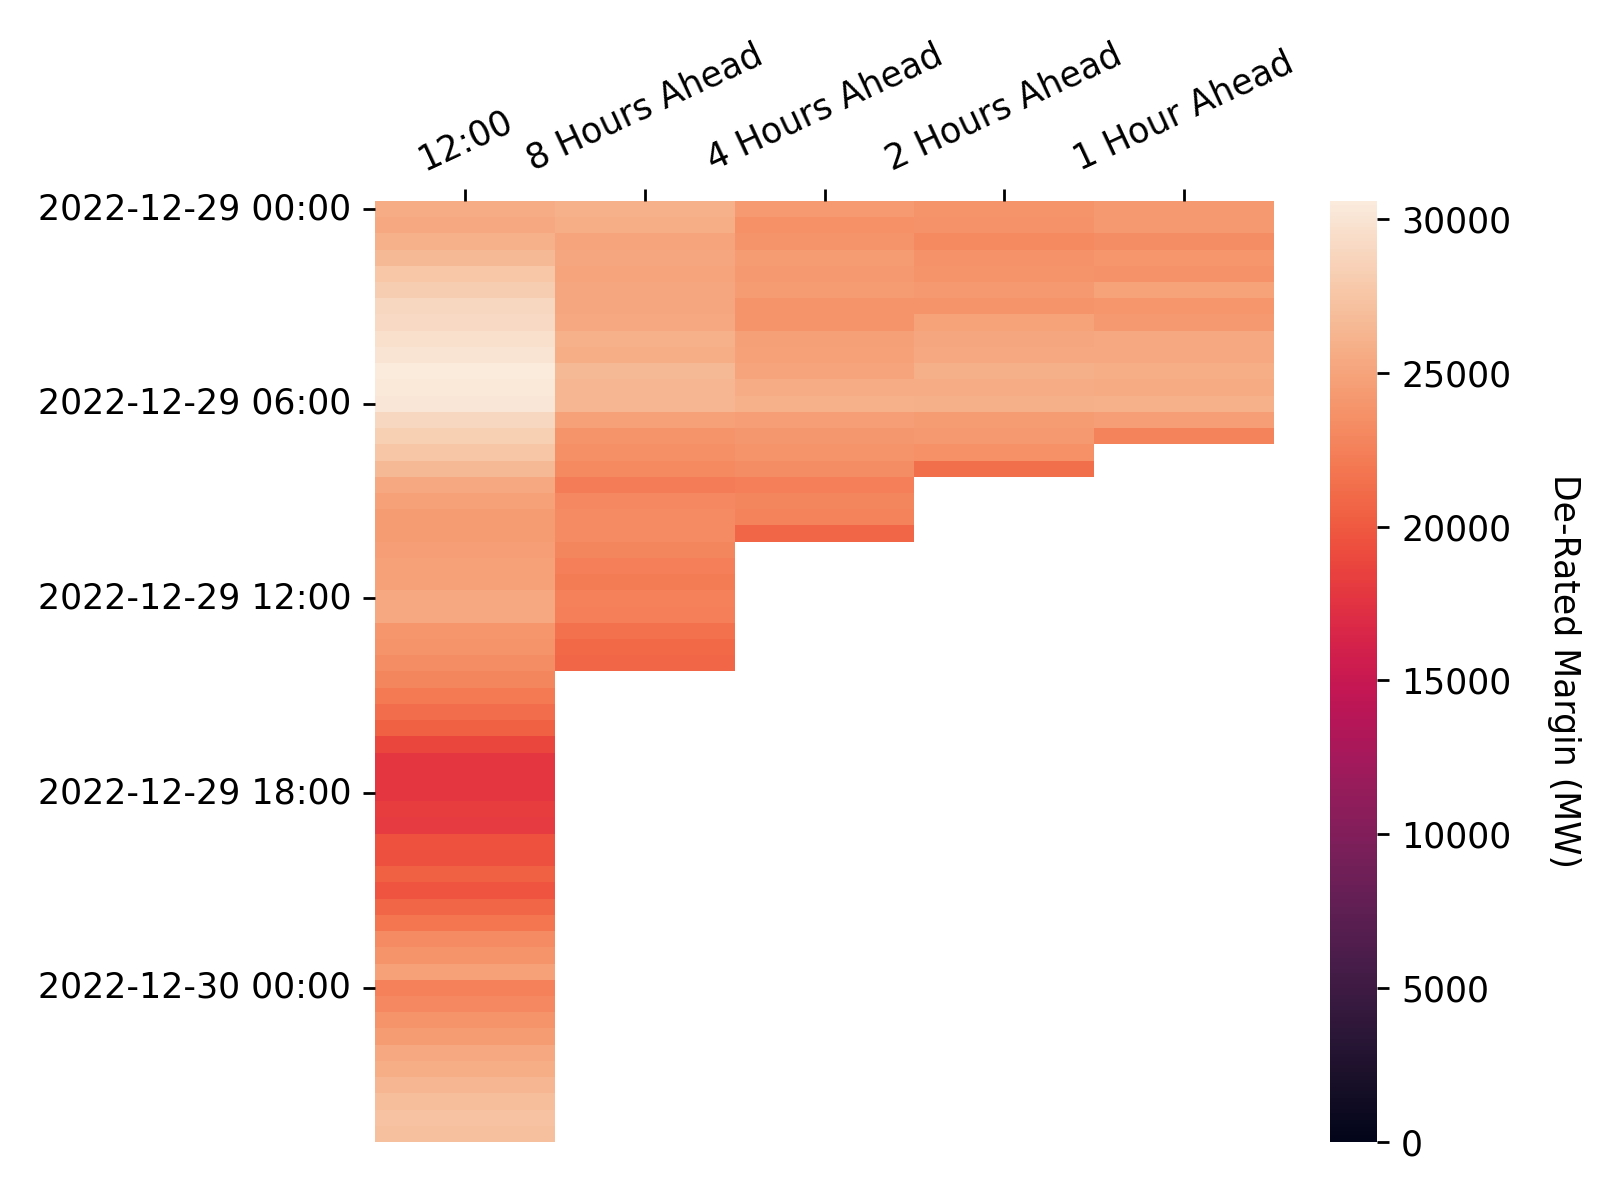 12:00
8 Hours Ahead
4 Hours Ahead
2 Hours Ahead
1 Hour Ahead
2022-12-29 00:00
2022-12-29 06:00
2022-12-29 12:00
2022-12-29 18:00
2022-12-30 00:00
30000
25000
20000
15000
10000
5000
0
De-Rated Margin (MW)